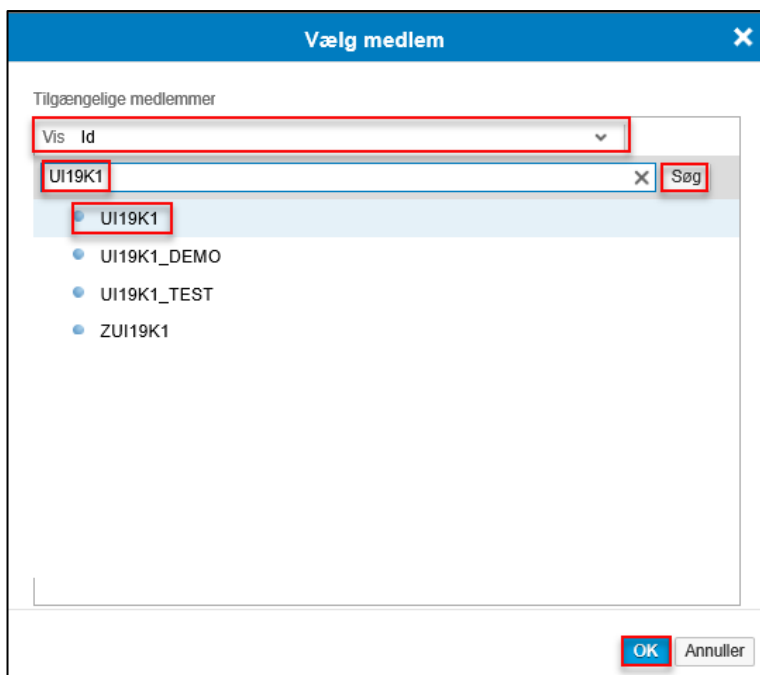 Vælg medlem
Tilgængelige medlemmer
Vis Id
UI19K1 Søg
UI19K1
UI19K1_DEMO
UI19K1_TEST
ZUI19K1
OK Annuller